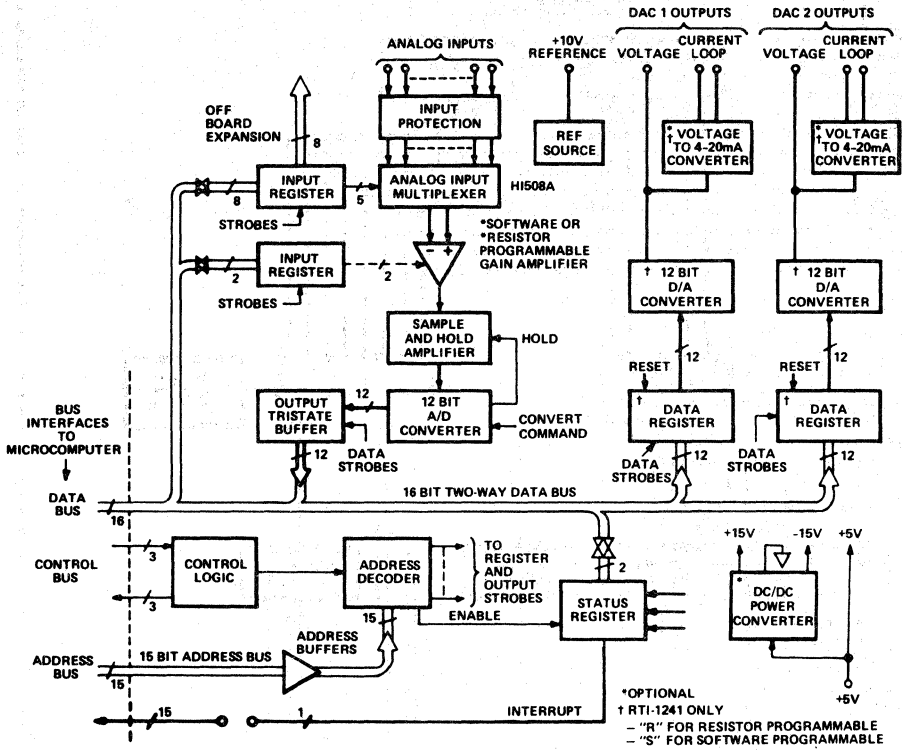 DAC 1 OUTPUTS
DAC 2 OUTPUTS
ANALOG INPUTS
+10V
REFERENCE
VOLTAGE
CURRENT
LOOP
VOLTAGE
CURRENT
LOOP
OFF
BOARD
EXPANSION
8
INPUT
PROTECTION
REF
SOURCE
*
† VOLTAGE
TO 4-20mA
CONVERTER
*
† VOLTAGE
TO 4-20mA
CONVERTER
8
INPUT
REGISTER
5
ANALOG INPUT
MULTIPLEXER
HI508A
STROBES
*SOFTWARE OR
*RESISTOR
PROGRAMMABLE
GAIN AMPLIFIER
2
INPUT
REGISTER
2
- +
STROBES
† 12 BIT
D/A
CONVERTER
† 12 BIT
D/A
CONVERTER
SAMPLE
AND HOLD
AMPLIFIER
HOLD
12
12
RESET
RESET
OUTPUT
TRISTATE
BUFFER
12
12 BIT
A/D
CONVERTER
CONVERT
COMMAND
† DATA
REGISTER
† DATA
REGISTER
BUS
INTERFACES
TO
MICROCOMPUTER
12
DATA
STROBES
DATA
STROBES
12
DATA
STROBES
12
DATA
BUS
16
16 BIT TWO-WAY DATA BUS
CONTROL
BUS
3
3
CONTROL
LOGIC
ADDRESS
DECODER
TO
REGISTER
AND
OUTPUT
STROBES
2
STATUS
REGISTER
+15V
-15V
+5V
*
DC/DC
POWER
CONVERTER
15
ENABLE
ADDRESS
BUFFERS
ADDRESS
BUS
15
15 BIT ADDRESS BUS
+5V
15
1
INTERRUPT
*OPTIONAL
† RTI-1241 ONLY
– "R" FOR RESISTOR PROGRAMMABLE
– "S" FOR SOFTWARE PROGRAMMABLE